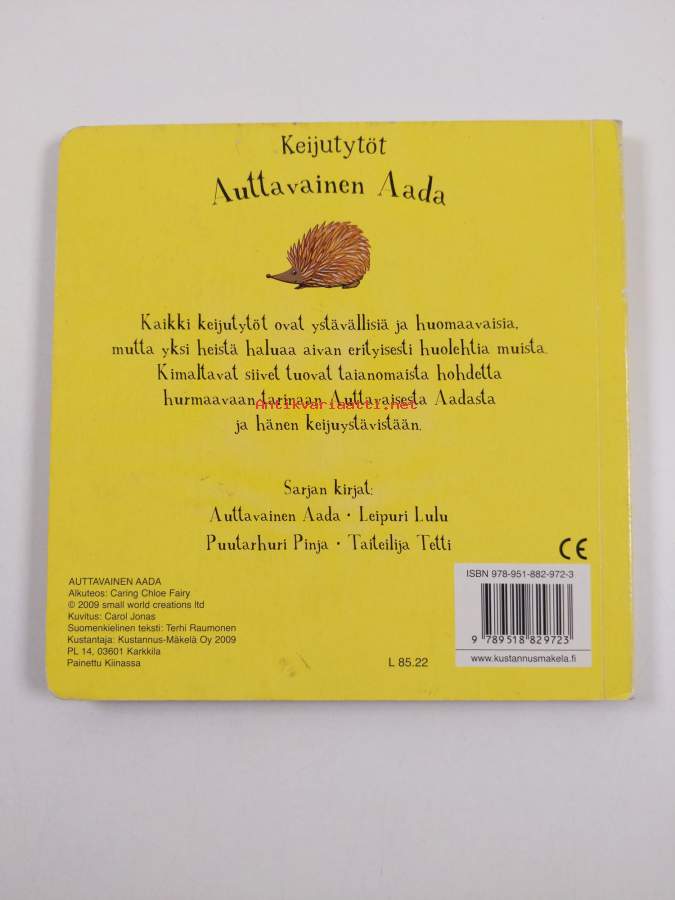 Keijutytöt
Auttavainen Aada
Kaikki keijutytöt ovat ystävällisiä ja huomaavaisia,
mutta yksi heistä haluaa aivan erityisesti huolehtia muista.
Kimaltavat siivet tuovat taianomaista hohdetta
hurmaavaan tarinaan Auttavaisesta Aadasta
Antikvariaatti.net
ja hänen keijuystävistään.
Sarjan kirjat:
Auttavainen Aada · Leipuri Lulu
Puutarhuri Pinja · Taiteilija Tetti
CE
AUTTAVAINEN AADA
Alkuteos: Caring Chloe Fairy
© 2009 small world creations ltd
Kuvitus: Carol Jonas
Suomenkielinen teksti: Terhi Raumonen
Kustantaja: Kustannus-Mäkelä Oy 2009
PL 14, 03601 Karkkila
Painettu Kiinassa
L 85.22
ISBN 978-951-882-972-3
9 789518 829723
www.kustannusmakela.fi